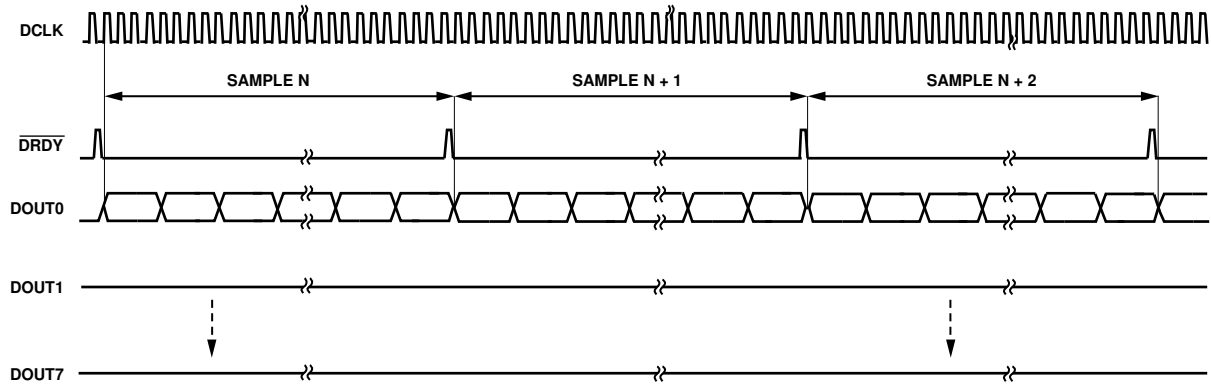 DCLK
SAMPLE N SAMPLE N + 1 SAMPLE N + 2
DRDY
DOUT0
DOUT1
DOUT7